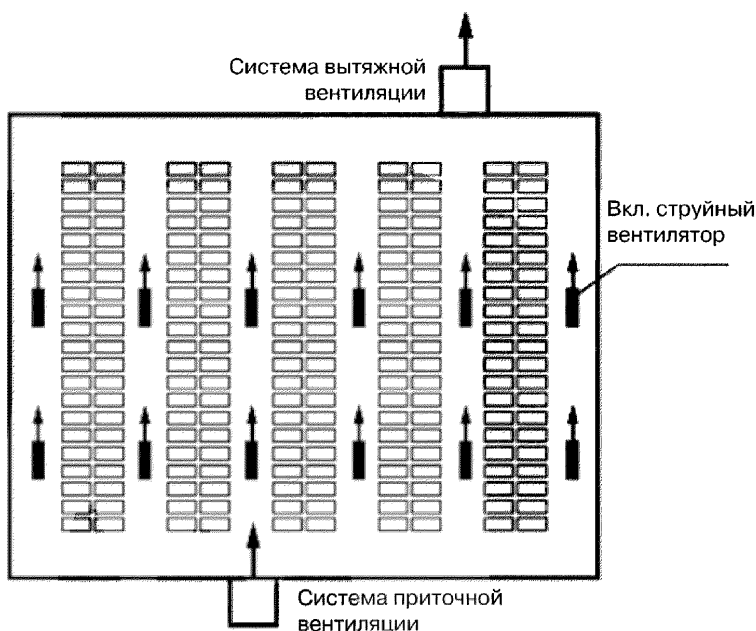 Система вытяжной
вентиляции
Вкл. струйный
вентилятор
Система приточной
вентиляции